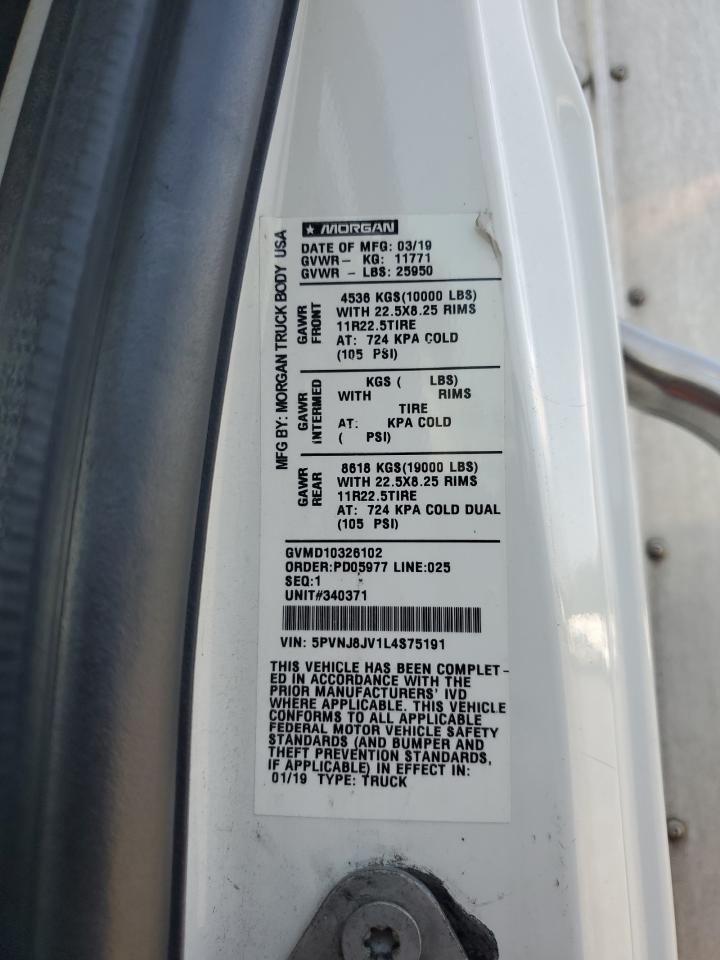 MORGAN
MFG BY: MORGAN TRUCK BODY USA
DATE OF MFG: 03/19
GVWR- KG: 11771
GVWR - LBS: 25950
GAWR
FRONT
4536 KGS(10000 LBS)
WITH 22.5X8.25 RIMS
11R22.5TIRE
AT: 724 KPA COLD
(105 PSI)
GAWR
INTERMED
KGS ( LBS)
WITH RIMS
TIRE
AT: KPA COLD
( PSI)
GAWR
REAR
8618 KGS(19000 LBS)
WITH 22.5X8.25 RIMS
11R22.5TIRE
AT: 724 KPA COLD DUAL
(105 PSI)
GVMD10326102
ORDER:PD05977 LINE:025
SEQ:1
UNIT#340371
VIN: 5PVNJ8JV1L4S75191
THIS VEHICLE HAS BEEN COMPLET-
ED IN ACCORDANCE WITH THE
PRIOR MANUFACTURERS' IVD
WHERE APPLICABLE. THIS VEHICLE
CONFORMS TO ALL APPLICABLE
FEDERAL MOTOR VEHICLE SAFETY
STANDARDS (AND BUMPER AND
THEFT PREVENTION STANDARDS,
IF APPLICABLE) IN EFFECT IN:
01/19 TYPE: TRUCK